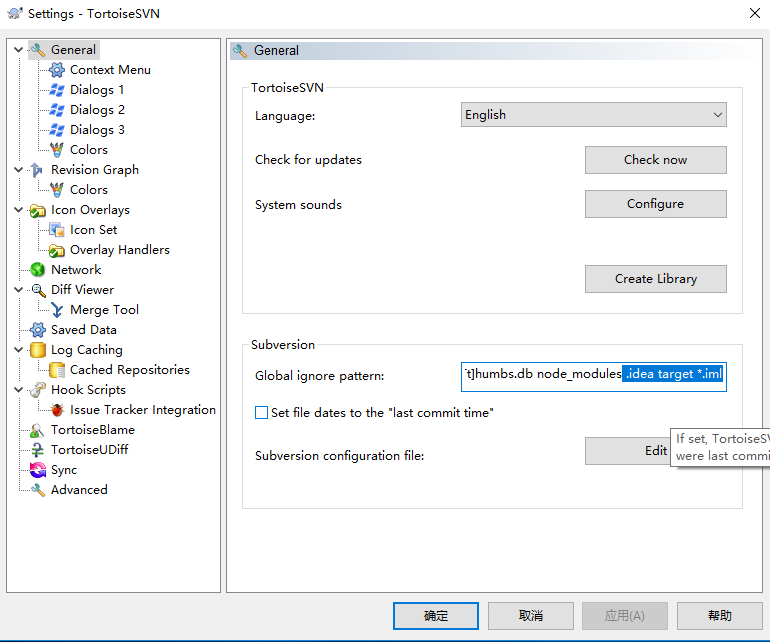 Settings - TortoiseSVN
General
Context Menu
Dialogs 1
Dialogs 2
Dialogs 3
Colors
Revision Graph
Colors
Icon Overlays
Icon Set
Overlay Handlers
Network
Diff Viewer
Merge Tool
Saved Data
Log Caching
Cached Repositories
Hook Scripts
Issue Tracker Integration
TortoiseBlame
TortoiseUDiff
Sync
Advanced
General
TortoiseSVN
Language: English
Check for updates Check now
System sounds Configure
Create Library
Subversion
Global ignore pattern: t]humbs.db node_modules .idea target *.iml
Set file dates to the "last commit time"
Subversion configuration file: Edit
If set, TortoiseSV
were last commi
确定 取消 应用(A) 帮助